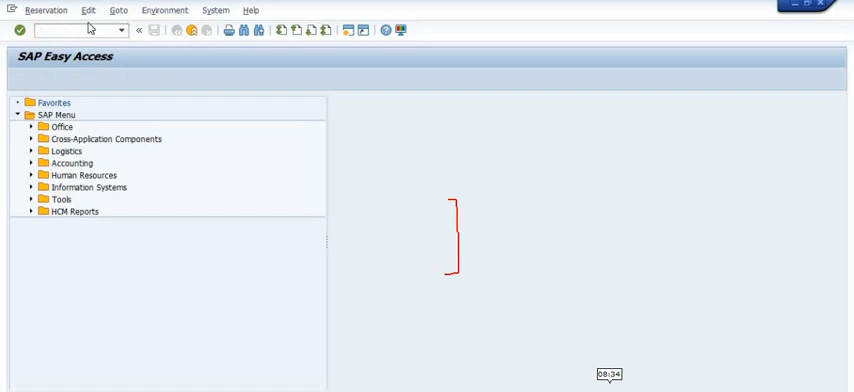 Reservation Edit Goto Environment System Help
SAP Easy Access
Favorites
SAP Menu
Office
Cross-Application Components
Logistics
Accounting
Human Resources
Information Systems
Tools
HCM Reports
08:34